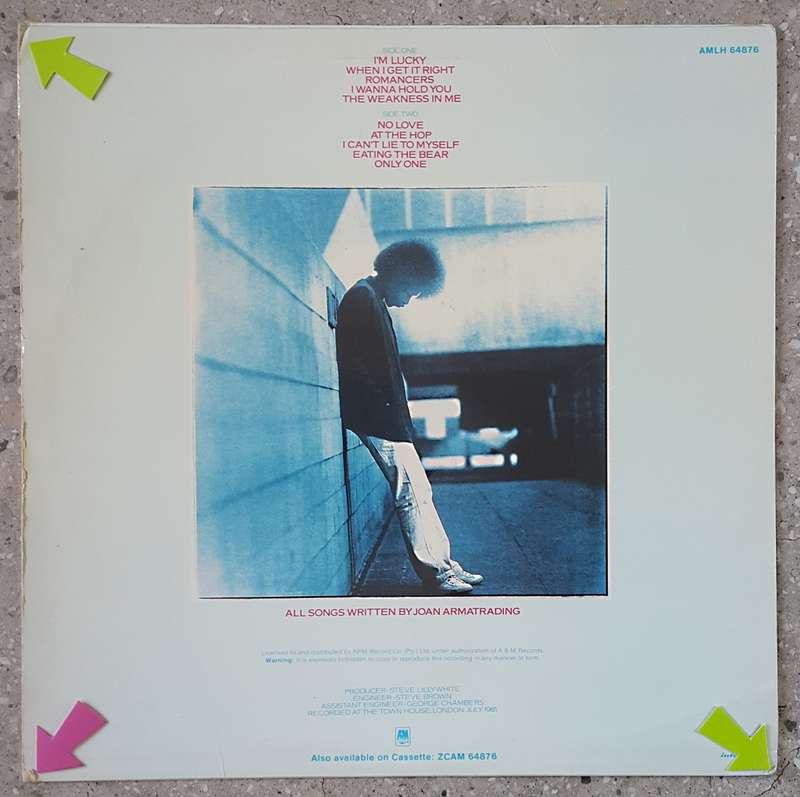 AMLH 64876
SIDE ONE
I'M LUCKY
WHEN I GET IT RIGHT
ROMANCERS
I WANNA HOLD YOU
THE WEAKNESS IN ME
SIDE TWO
NO LOVE
AT THE HOP
I CAN'T LIE TO MYSELF
EATING THE BEAR
ONLY ONE
ALL SONGS WRITTEN BY JOAN ARMATRADING
Licensed to and distributed by RPM Record Co. (Pty.) Ltd. under authorization of A & M Records.
Warning: It is expressly forbidden to copy or reproduce this recording in any manner or form.
PRODUCER-STEVE LILLYWHITE
ENGINEER-STEVE BROWN
ASSISTANT ENGINEER-GEORGE CHAMBERS
RECORDED AT THE TOWN HOUSE, LONDON JULY 1981
A&M
Also available on Cassette: ZCAM 64876